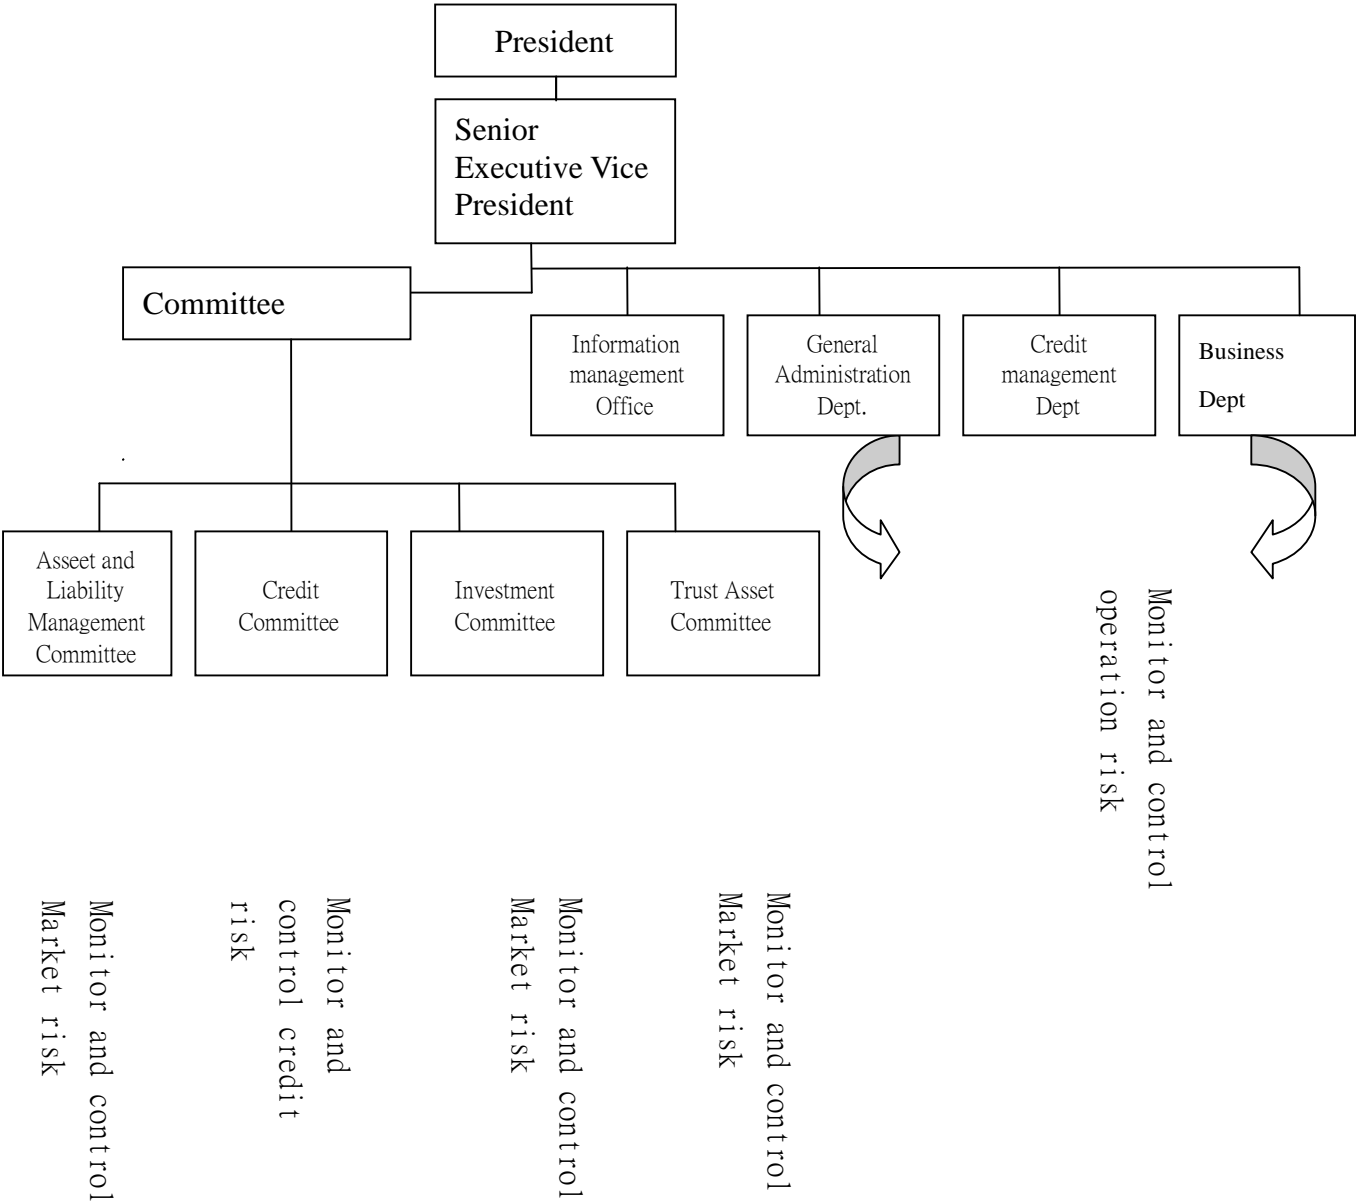 President
Senior
Executive Vice
President
Committee
Information
management
Office
General
Administration
Dept.
Credit
management
Dept
Business
Dept
.
Asseet and
Liability
Management
Committee
Credit
Committee
Investment
Committee
Trust Asset
Committee
Monitor and control
operation risk
Monitor and control
Market risk
Monitor and
control credit
risk
Monitor and control
Market risk
Monitor and control
Market risk